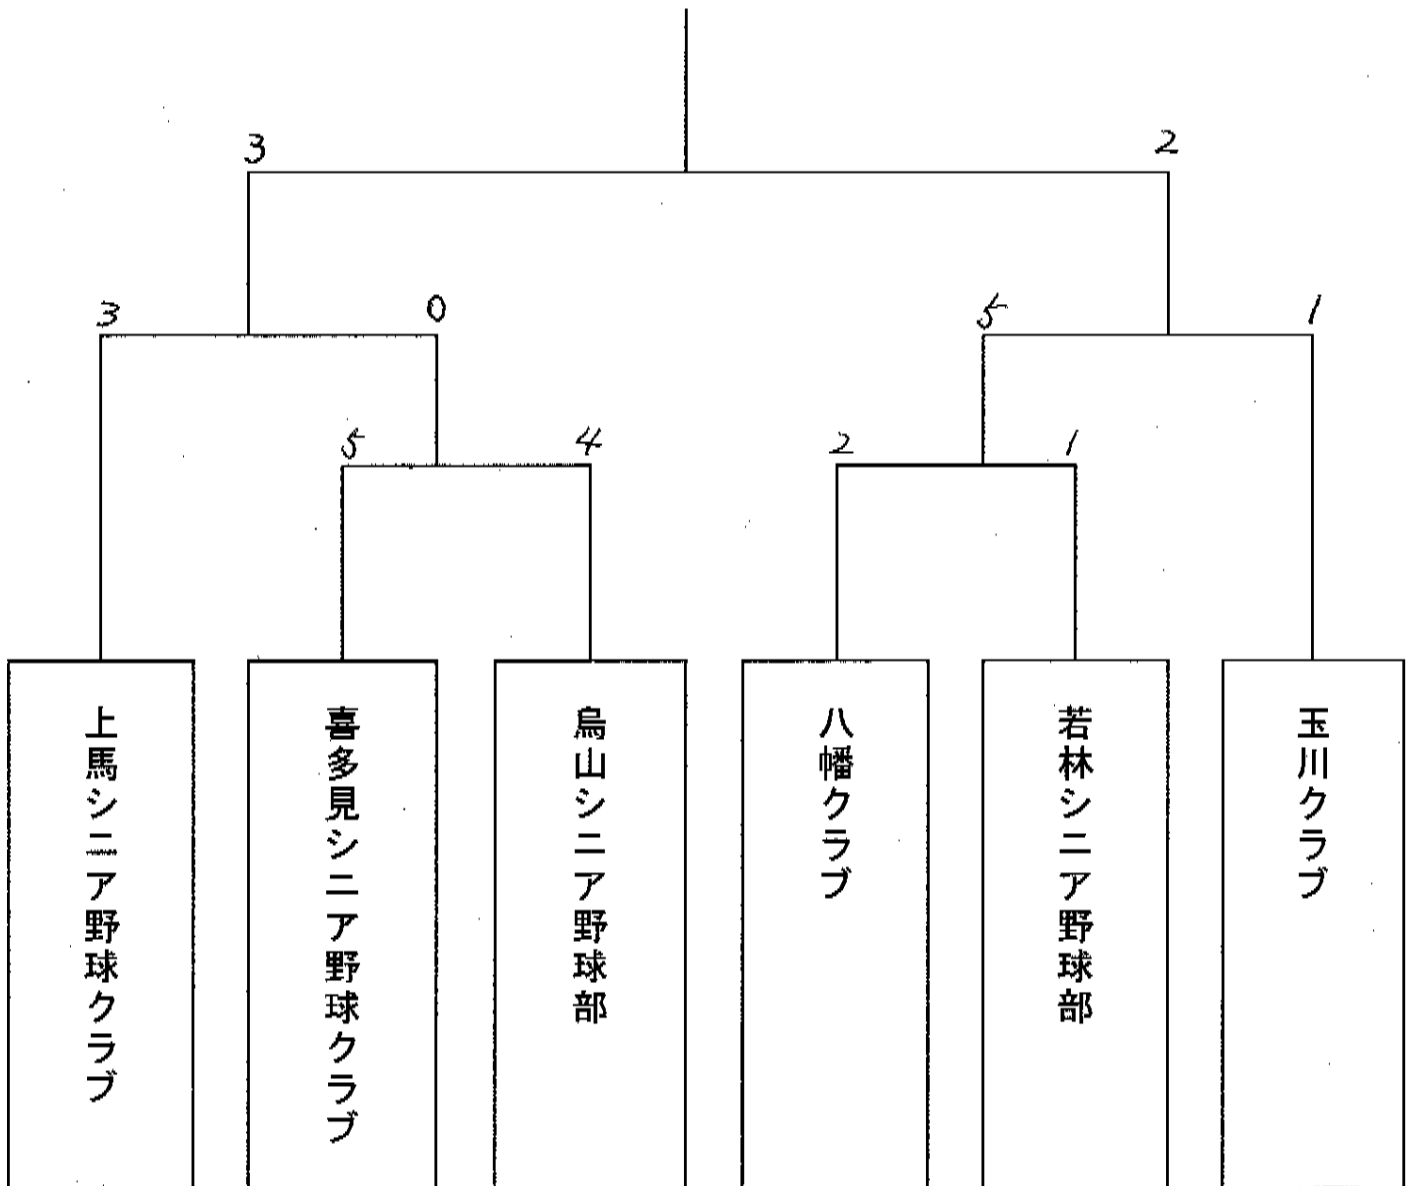 3 2
3 0 5 1
5 4 2 1
上馬シニア野球クラブ
喜多見シニア野球クラブ
烏山シニア野球部
八幡クラブ
若林シニア野球部
玉川クラブ